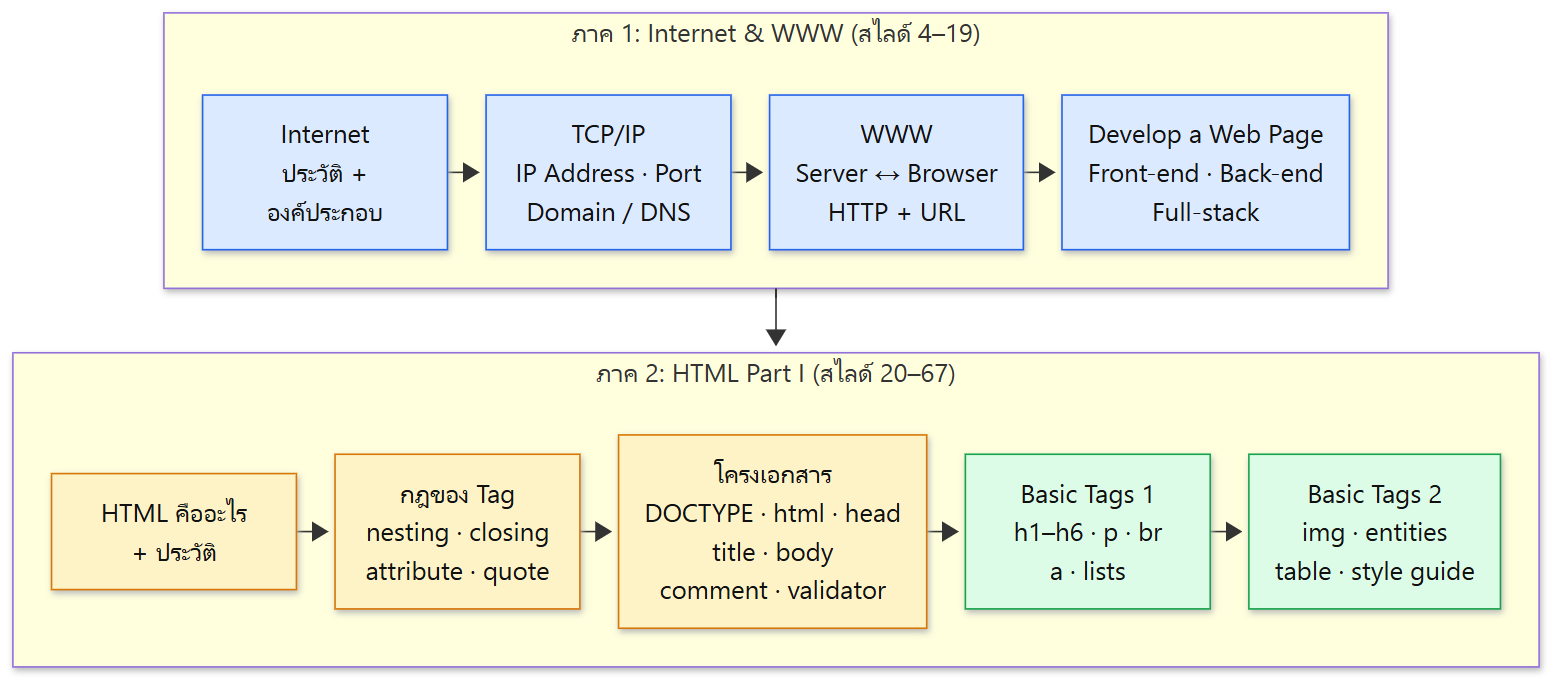 ภาค 1: Internet & WWW (สไลด์ 4–19)
Internet
ประวัติ +
องค์ประกอบ
TCP/IP
IP Address · Port
Domain / DNS
WWW
Server ↔ Browser
HTTP + URL
Develop a Web Page
Front-end · Back-end
Full-stack
ภาค 2: HTML Part I (สไลด์ 20–67)
HTML คืออะไร
+ ประวัติ
กฎของ Tag
nesting · closing
attribute · quote
โครงเอกสาร
DOCTYPE · html · head
title · body
comment · validator
Basic Tags 1
h1–h6 · p · br
a · lists
Basic Tags 2
img · entities
table · style guide